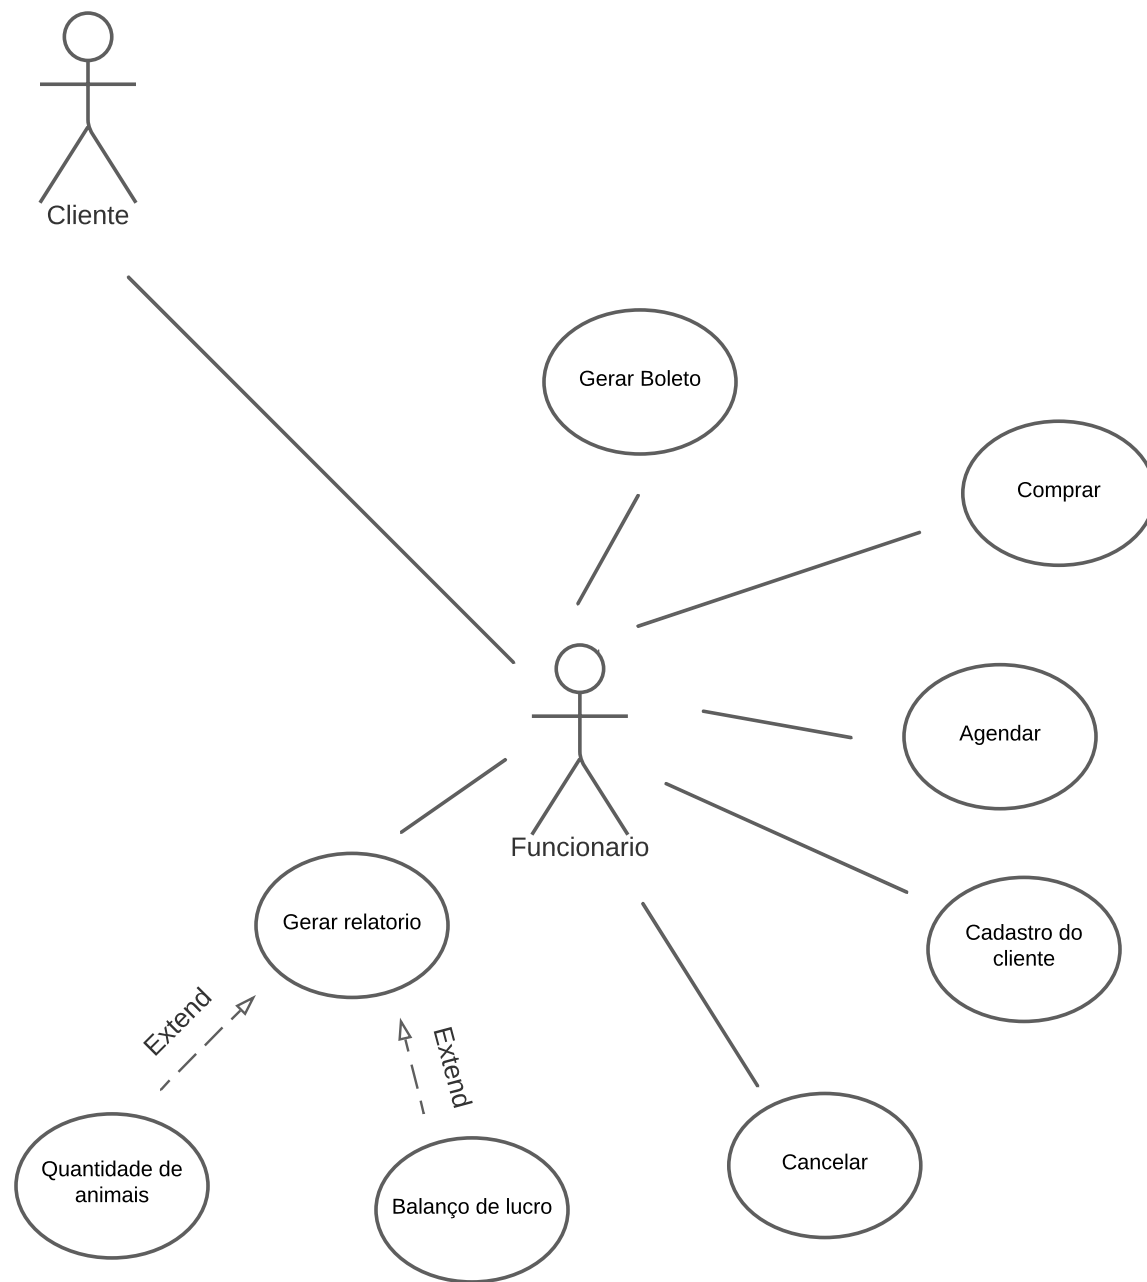 Cliente
Gerar Boleto
Comprar
Agendar
Funcionario
Gerar relatorio
Cadastro do
cliente
Extend
Extend
Quantidade de
animais
Balanço de lucro
Cancelar